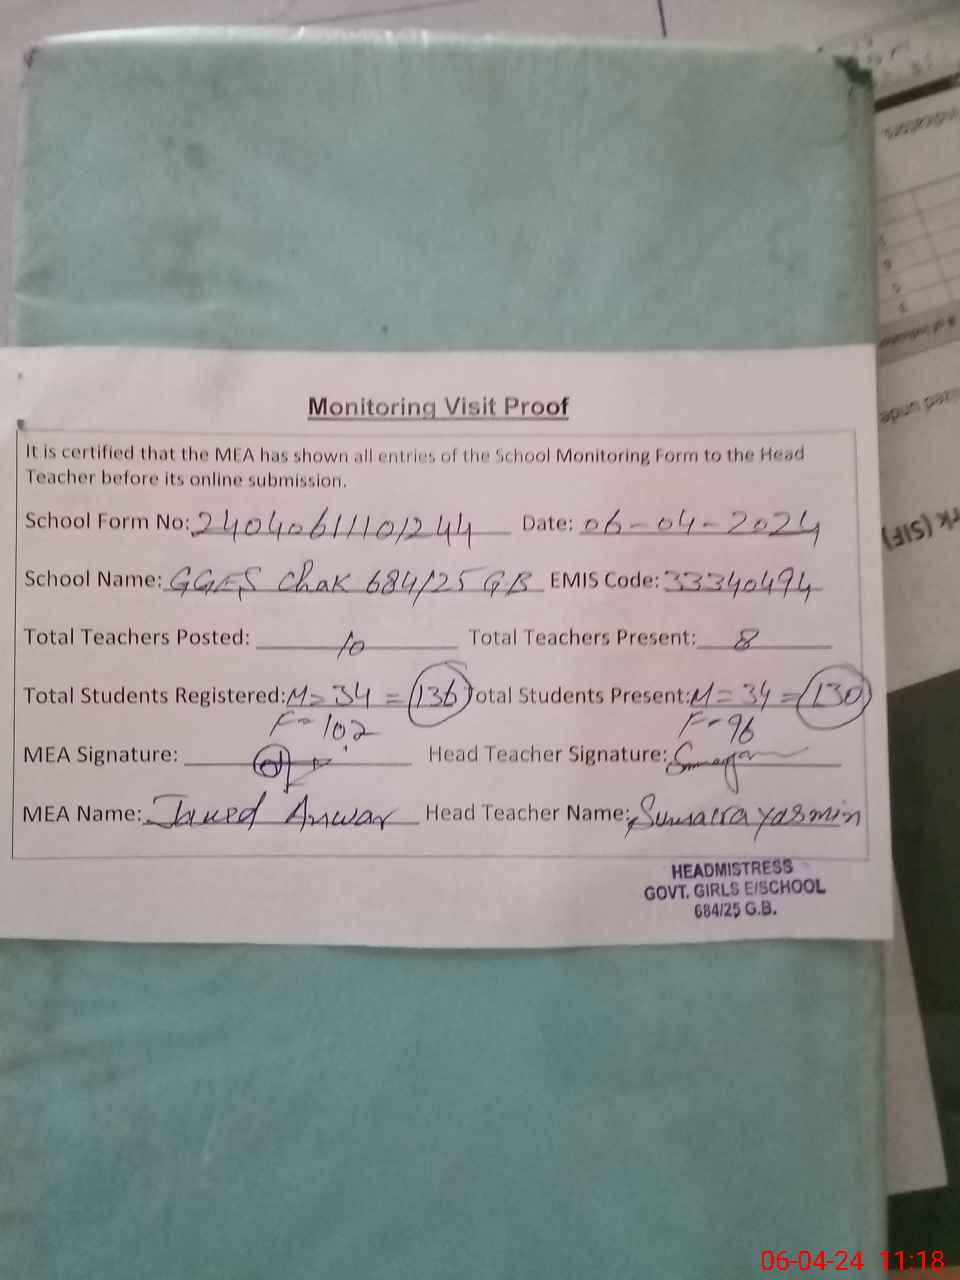 Monitoring Visit Proof
It is certified that the MEA has shown all entries of the School Monitoring Form to the Head
Teacher before its online submission.
School Form No: 24040611101244 Date: 06-04-2024
School Name: GGES Chak 684/25 GB EMIS Code: 33340494
Total Teachers Posted: 10 Total Teachers Present: 8
Total Students Registered: M= 34 = 136 Total Students Present: M= 34 = 130
F= 102 F= 96
MEA Signature: Head Teacher Signature:
MEA Name: Javed Anwar Head Teacher Name: Sumaira Yasmin
HEADMISTRESS
GOVT. GIRLS E/SCHOOL
684/25 G.B.
rk (SIF)
06-04-24 11:18